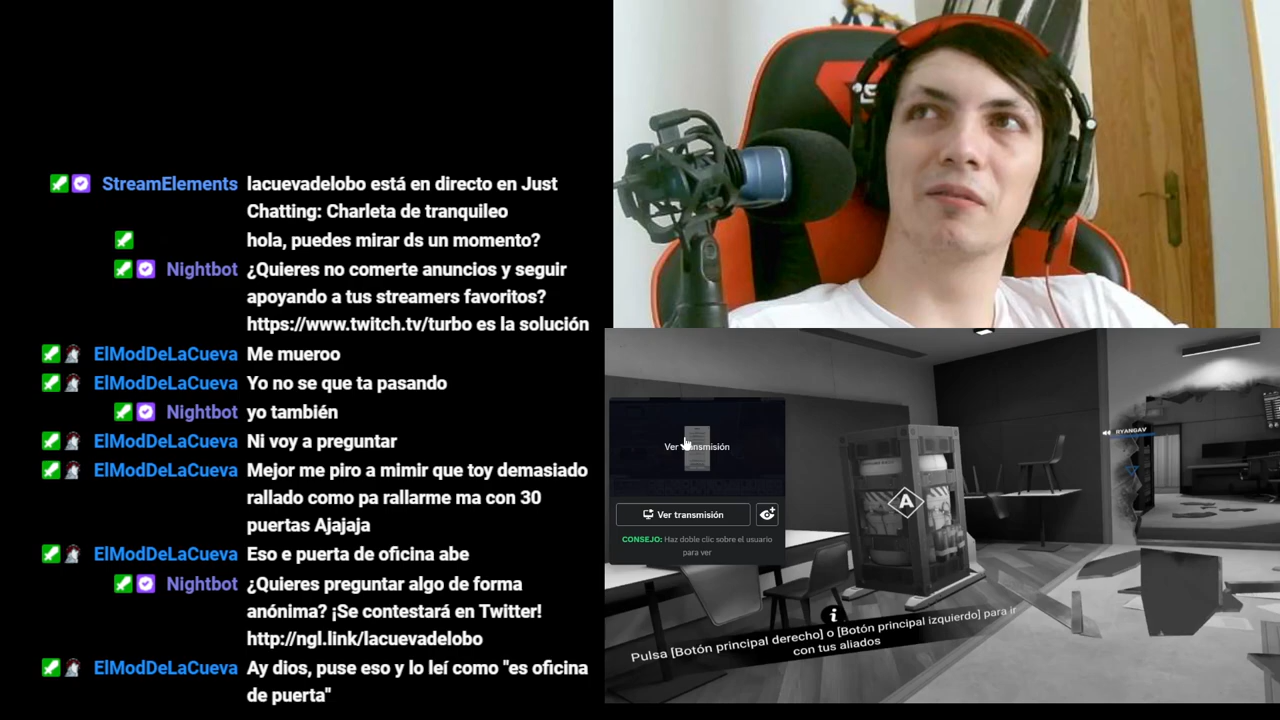 StreamElements lacuevadelobo está en directo en Just
Chatting: Charleta de tranquileo
hola, puedes mirar ds un momento?
Nightbot ¿Quieres no comerte anuncios y seguir
apoyando a tus streamers favoritos?
https://www.twitch.tv/turbo es la solución
ElModDeLaCueva Me mueroo
ElModDeLaCueva Yo no se que ta pasando
Nightbot yo también
ElModDeLaCueva Ni voy a preguntar
ElModDeLaCueva Mejor me piro a mimir que toy demasiado
rallado como pa rallarme ma con 30
puertas Ajajaja
ElModDeLaCueva Eso e puerta de oficina abe
Nightbot ¿Quieres preguntar algo de forma
anónima? ¡Se contestará en Twitter!
http://ngl.link/lacuevadelobo
ElModDeLaCueva Ay dios, puse eso y lo leí como "es oficina
de puerta"
Ver transmisión
Ver transmisión
CONSEJO: Haz doble clic sobre el usuario
para ver
A
RYANGAV
i
Pulsa [Botón principal derecho] o [Botón principal izquierdo] para ir
con tus aliados